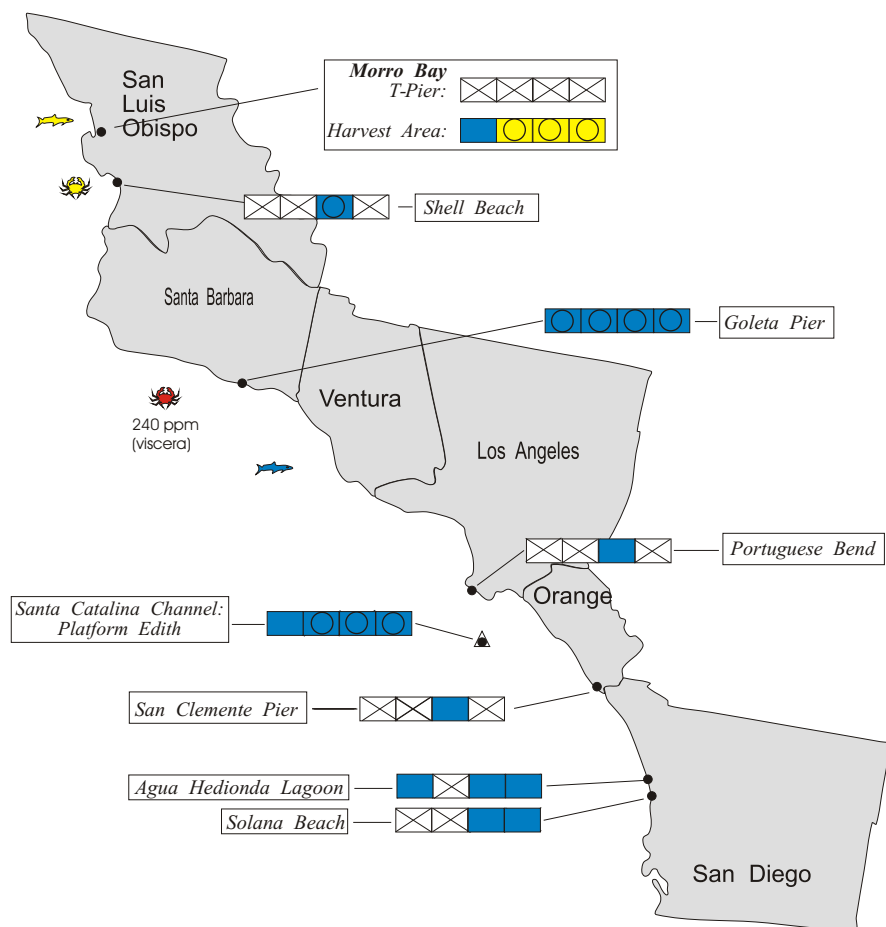 San
Luis
Obispo
Morro Bay
T-Pier:
Harvest Area:
Shell Beach
Santa Barbara
Goleta Pier
Ventura
240 ppm
(viscera)
Los Angeles
Portuguese Bend
Orange
Santa Catalina Channel:
Platform Edith
San Clemente Pier
Agua Hedionda Lagoon
Solana Beach
San Diego